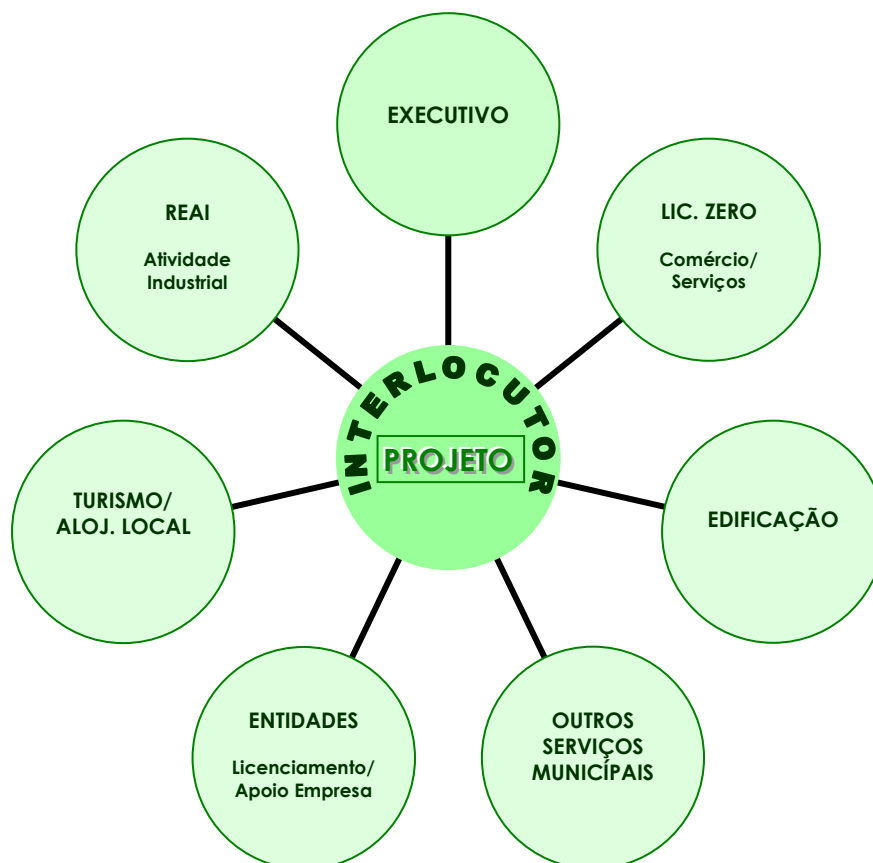 EXECUTIVO
REAI
Atividade
Industrial
LIC. ZERO
Comércio/
Serviços
INTERLOCUTOR
PROJETO
TURISMO/
ALOJ. LOCAL
EDIFICAÇÃO
ENTIDADES
Licenciamento/
Apoio Empresa
OUTROS
SERVIÇOS
MUNICÍPAIS